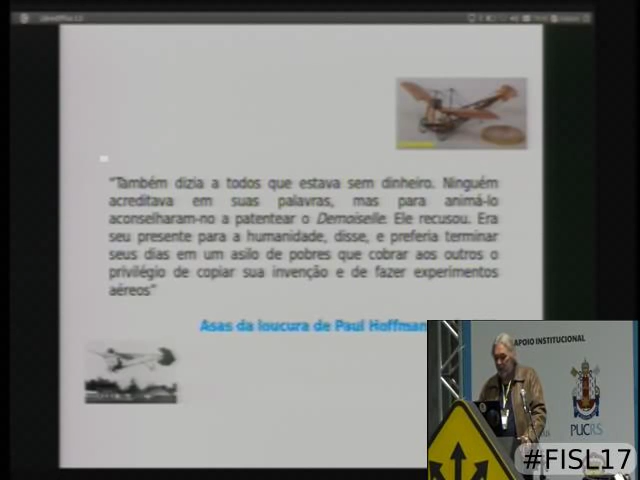 "Também dizia a todos que estava sem dinheiro. Ninguém
acreditava em suas palavras, mas para animá-lo
aconselharam-no a patentear o Demoiselle. Ele recusou. Era
seu presente para a humanidade, disse, e preferia terminar
seus dias em um asilo de pobres que cobrar aos outros o
privilégio de copiar sua invenção e de fazer experimentos
aéreos"
Asas da loucura de Paul Hoffman
APOIO INSTITUCIONAL
PUCRS
#FISL17